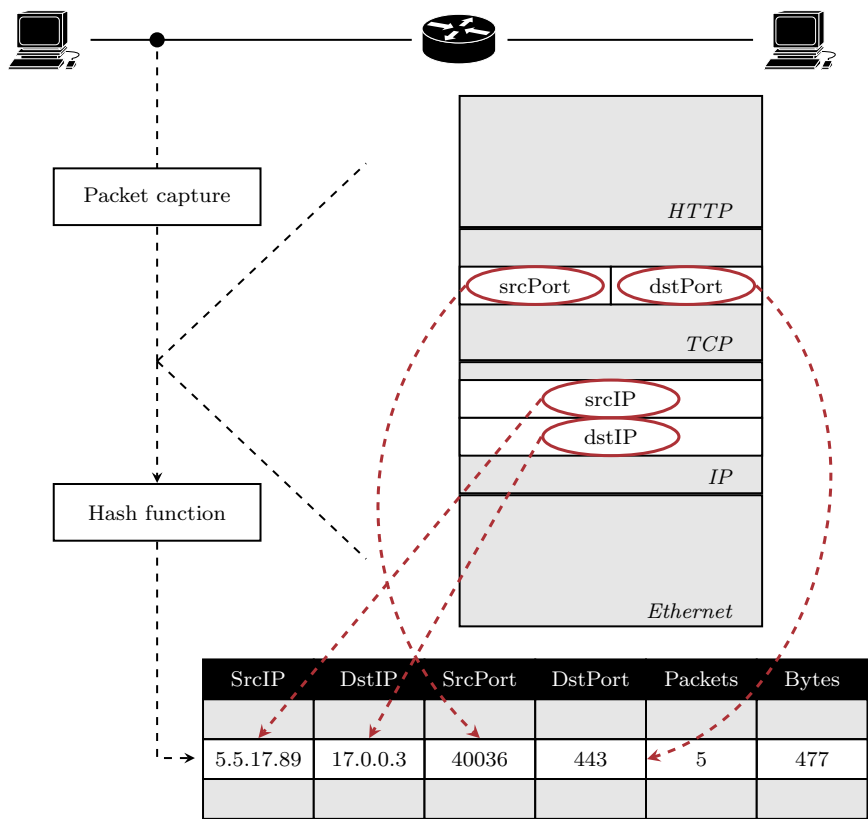 Packet capture
HTTP
srcPort dstPort
TCP
srcIP
dstIP
IP
Hash function
Ethernet
SrcIP DstIP SrcPort DstPort Packets Bytes
5.5.17.89 17.0.0.3 40036 443 5 477